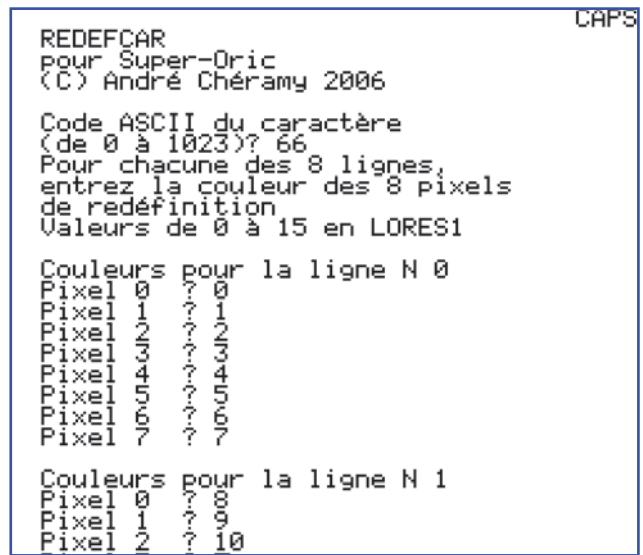 CAPS
REDEFCAR
pour Super-Oric
(C) André Chéramy 2006
Code ASCII du caractère
(de 0 à 1023)? 66
Pour chacune des 8 lignes,
entrez la couleur des 8 pixels
de redéfinition
Valeurs de 0 à 15 en LORES1
Couleurs pour la ligne N 0
Pixel 0 ? 0
Pixel 1 ? 1
Pixel 2 ? 2
Pixel 3 ? 3
Pixel 4 ? 4
Pixel 5 ? 5
Pixel 6 ? 6
Pixel 7 ? 7
Couleurs pour la ligne N 1
Pixel 0 ? 8
Pixel 1 ? 9
Pixel 2 ? 10